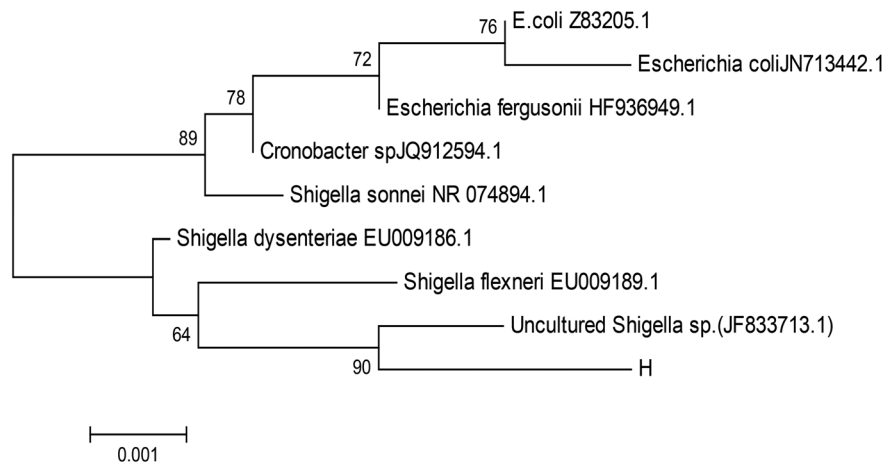 76
E.coli Z83205.1
72
Escherichia coliJN713442.1
78
Escherichia fergusonii HF936949.1
89
Cronobacter spJQ912594.1
Shigella sonnei NR 074894.1
Shigella dysenteriae EU009186.1
Shigella flexneri EU009189.1
64
Uncultured Shigella sp.(JF833713.1)
90
H
0.001